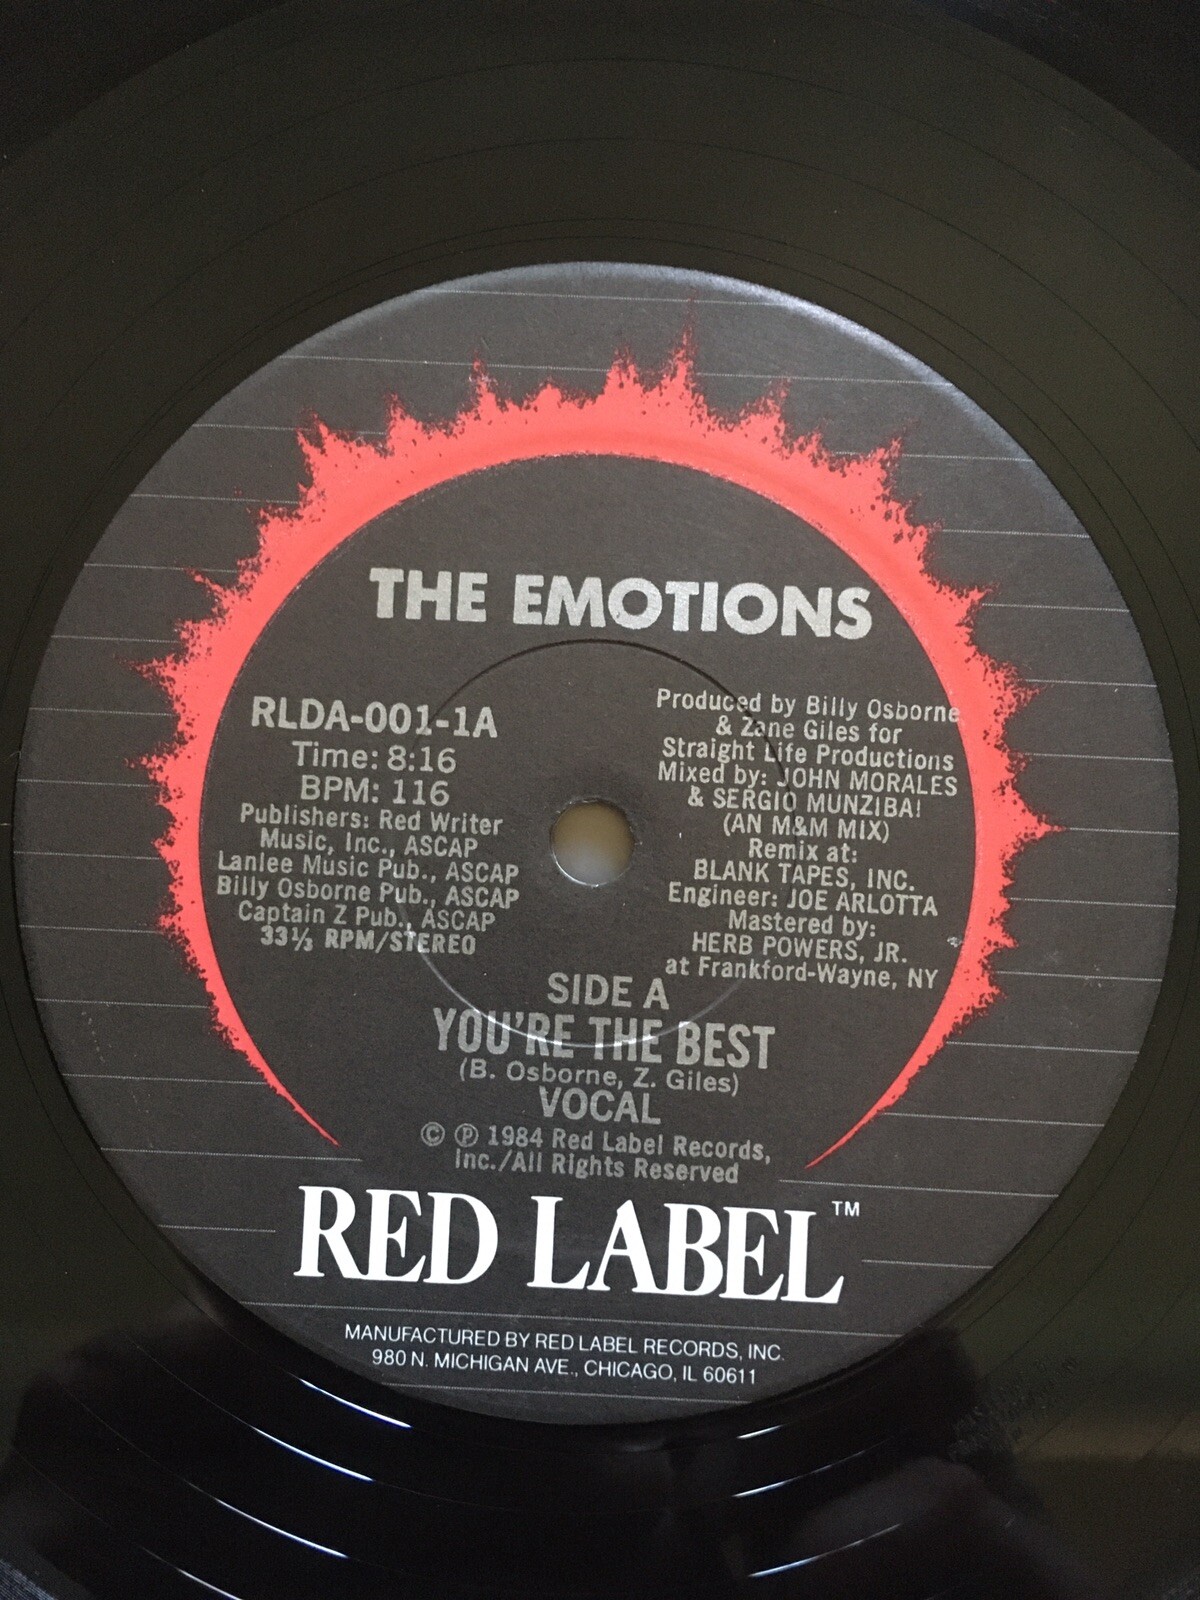 THE EMOTIONS
RLDA-001-1A
Time: 8:16
BPM: 116
Publishers: Red Writer
Music, Inc., ASCAP
Lanlee Music Pub., ASCAP
Billy Osborne Pub., ASCAP
Captain Z Pub., ASCAP
33⅓ RPM/STEREO
Produced by Billy Osborne
& Zane Giles for
Straight Life Productions
Mixed by: JOHN MORALES
& SERGIO MUNZIBAI
(AN M&M MIX)
Remix at:
BLANK TAPES, INC.
Engineer: JOE ARLOTTA
Mastered by:
HERB POWERS, JR.
at Frankford-Wayne, NY
SIDE A
YOU'RE THE BEST
(B. Osborne, Z. Giles)
VOCAL
© ℗ 1984 Red Label Records,
Inc./All Rights Reserved
RED LABEL™
MANUFACTURED BY RED LABEL RECORDS, INC.
980 N. MICHIGAN AVE., CHICAGO, IL 60611